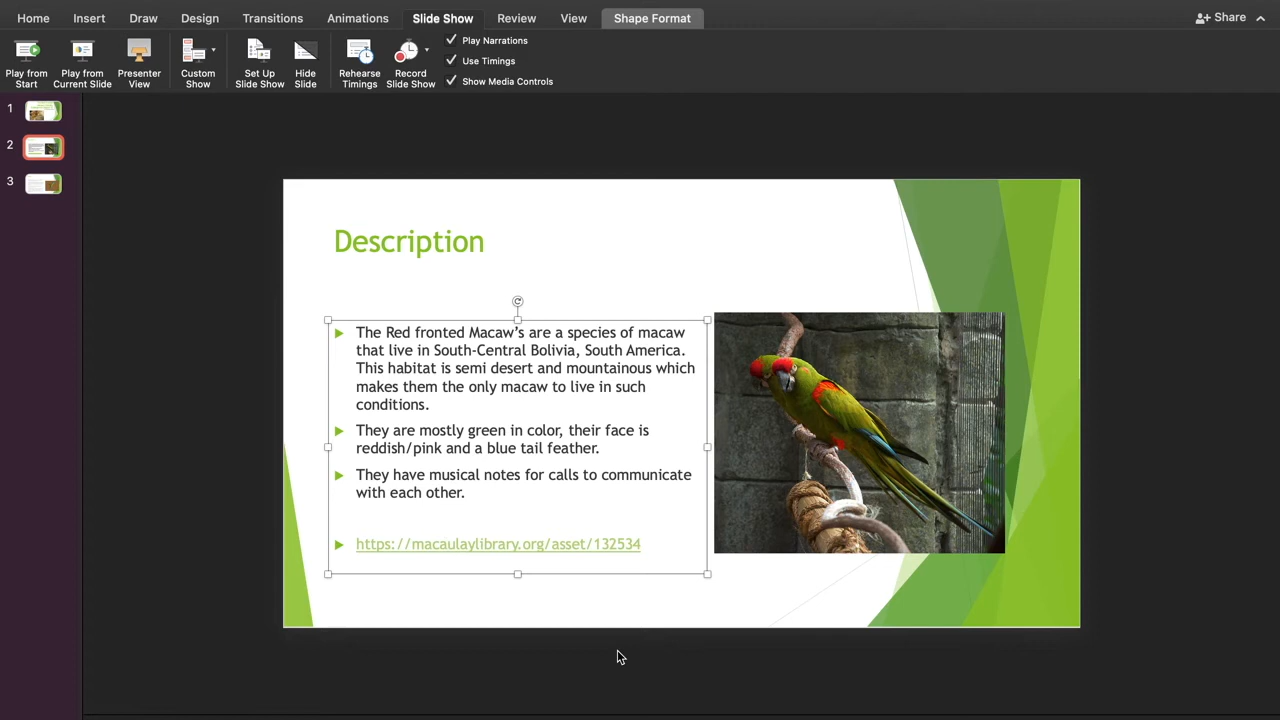 Home Insert Draw Design Transitions Animations Slide Show Review View Shape Format Share
Play from Start
Play from Current Slide
Presenter View
Custom Show
Set Up Slide Show
Hide Slide
Rehearse Timings
Record Slide Show
Play Narrations
Use Timings
Show Media Controls
1
2
3
Description
The Red fronted Macaw’s are a species of macaw
that live in South-Central Bolivia, South America.
This habitat is semi desert and mountainous which
makes them the only macaw to live in such
conditions.
They are mostly green in color, their face is
reddish/pink and a blue tail feather.
They have musical notes for calls to communicate
with each other.
https://macaulaylibrary.org/asset/132534